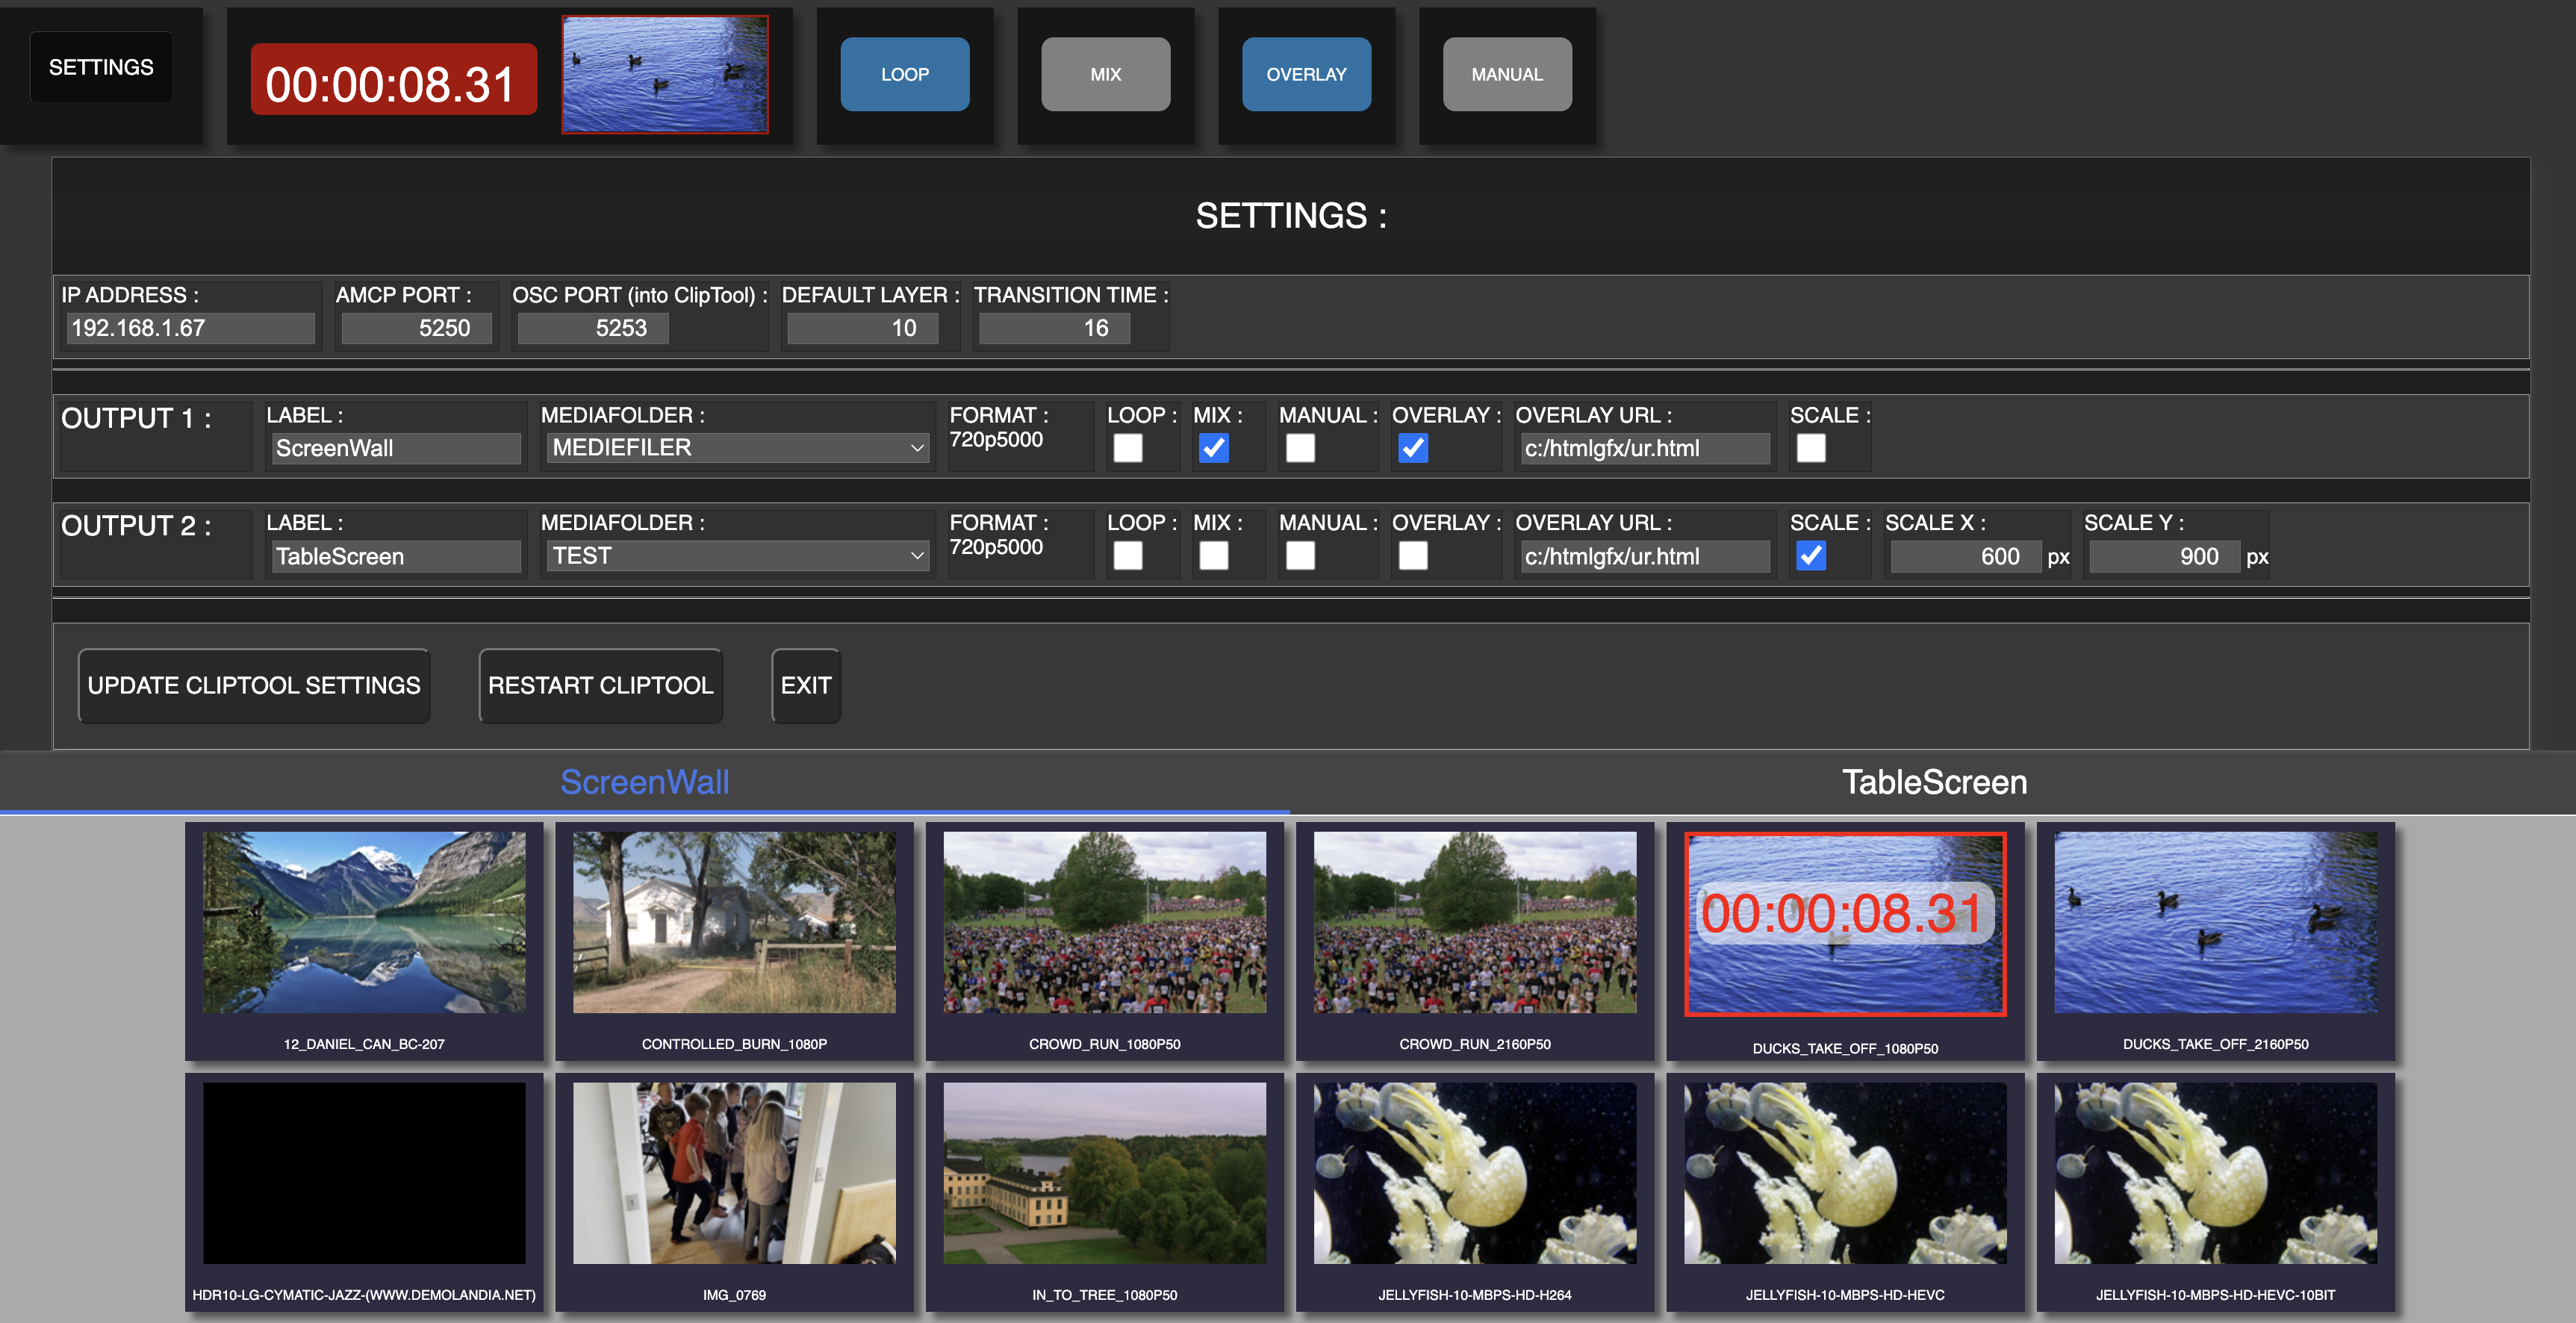 SETTINGS
00:00:08.31
LOOP
MIX
OVERLAY
MANUAL
SETTINGS :
IP ADDRESS : AMCP PORT : OSC PORT (into ClipTool) : DEFAULT LAYER : TRANSITION TIME :
192.168.1.67 5250 5253 10 16
OUTPUT 1 : LABEL : MEDIAFOLDER : FORMAT : LOOP : MIX : MANUAL : OVERLAY : OVERLAY URL : SCALE :
ScreenWall MEDIEFILER 720p5000 c:/htmlgfx/ur.html
OUTPUT 2 : LABEL : MEDIAFOLDER : FORMAT : LOOP : MIX : MANUAL : OVERLAY : OVERLAY URL : SCALE : SCALE X : SCALE Y :
TableScreen TEST 720p5000 c:/htmlgfx/ur.html 600 px 900 px
UPDATE CLIPTOOL SETTINGS RESTART CLIPTOOL EXIT
ScreenWall TableScreen
00:00:08.31
12_DANIEL_CAN_BC-207 CONTROLLED_BURN_1080P CROWD_RUN_1080P50 CROWD_RUN_2160P50 DUCKS_TAKE_OFF_1080P50 DUCKS_TAKE_OFF_2160P50
HDR10-LG-CYMATIC-JAZZ-(WWW.DEMOLANDIA.NET) IMG_0769 IN_TO_TREE_1080P50 JELLYFISH-10-MBPS-HD-H264 JELLYFISH-10-MBPS-HD-HEVC JELLYFISH-10-MBPS-HD-HEVC-10BIT